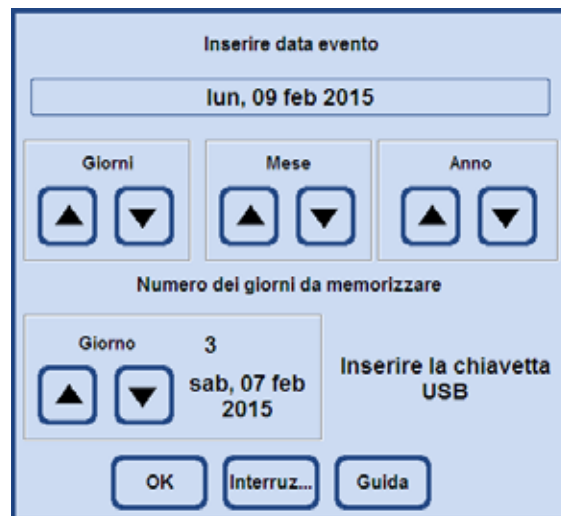 Inserire data evento
lun, 09 feb 2015
Giorni Mese Anno
Numero dei giorni da memorizzare
Giorno 3
sab, 07 feb
2015
Inserire la chiavetta
USB
OK Interruz... Guida